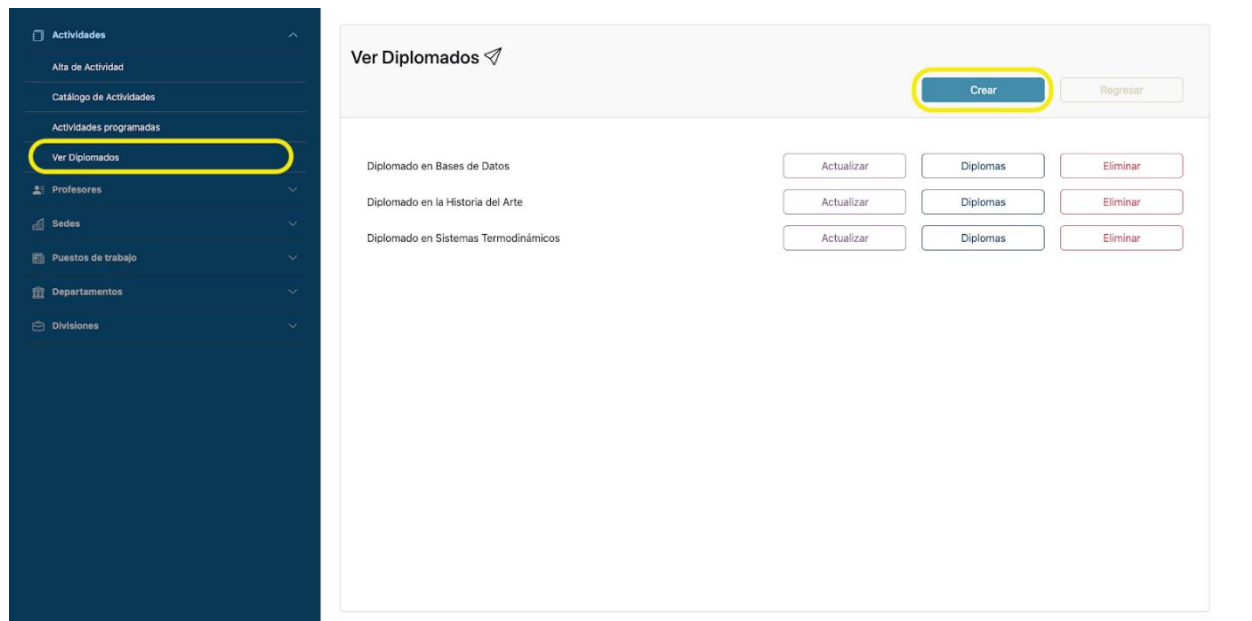 Actividades
Alta de Actividad
Catálogo de Actividades
Actividades programadas
Ver Diplomados
Profesores
Sedes
Puestos de trabajo
Departamentos
Divisiones
Ver Diplomados
Crear Regresar
Diplomado en Bases de Datos Actualizar Diplomas Eliminar
Diplomado en la Historia del Arte Actualizar Diplomas Eliminar
Diplomado en Sistemas Termodinámicos Actualizar Diplomas Eliminar